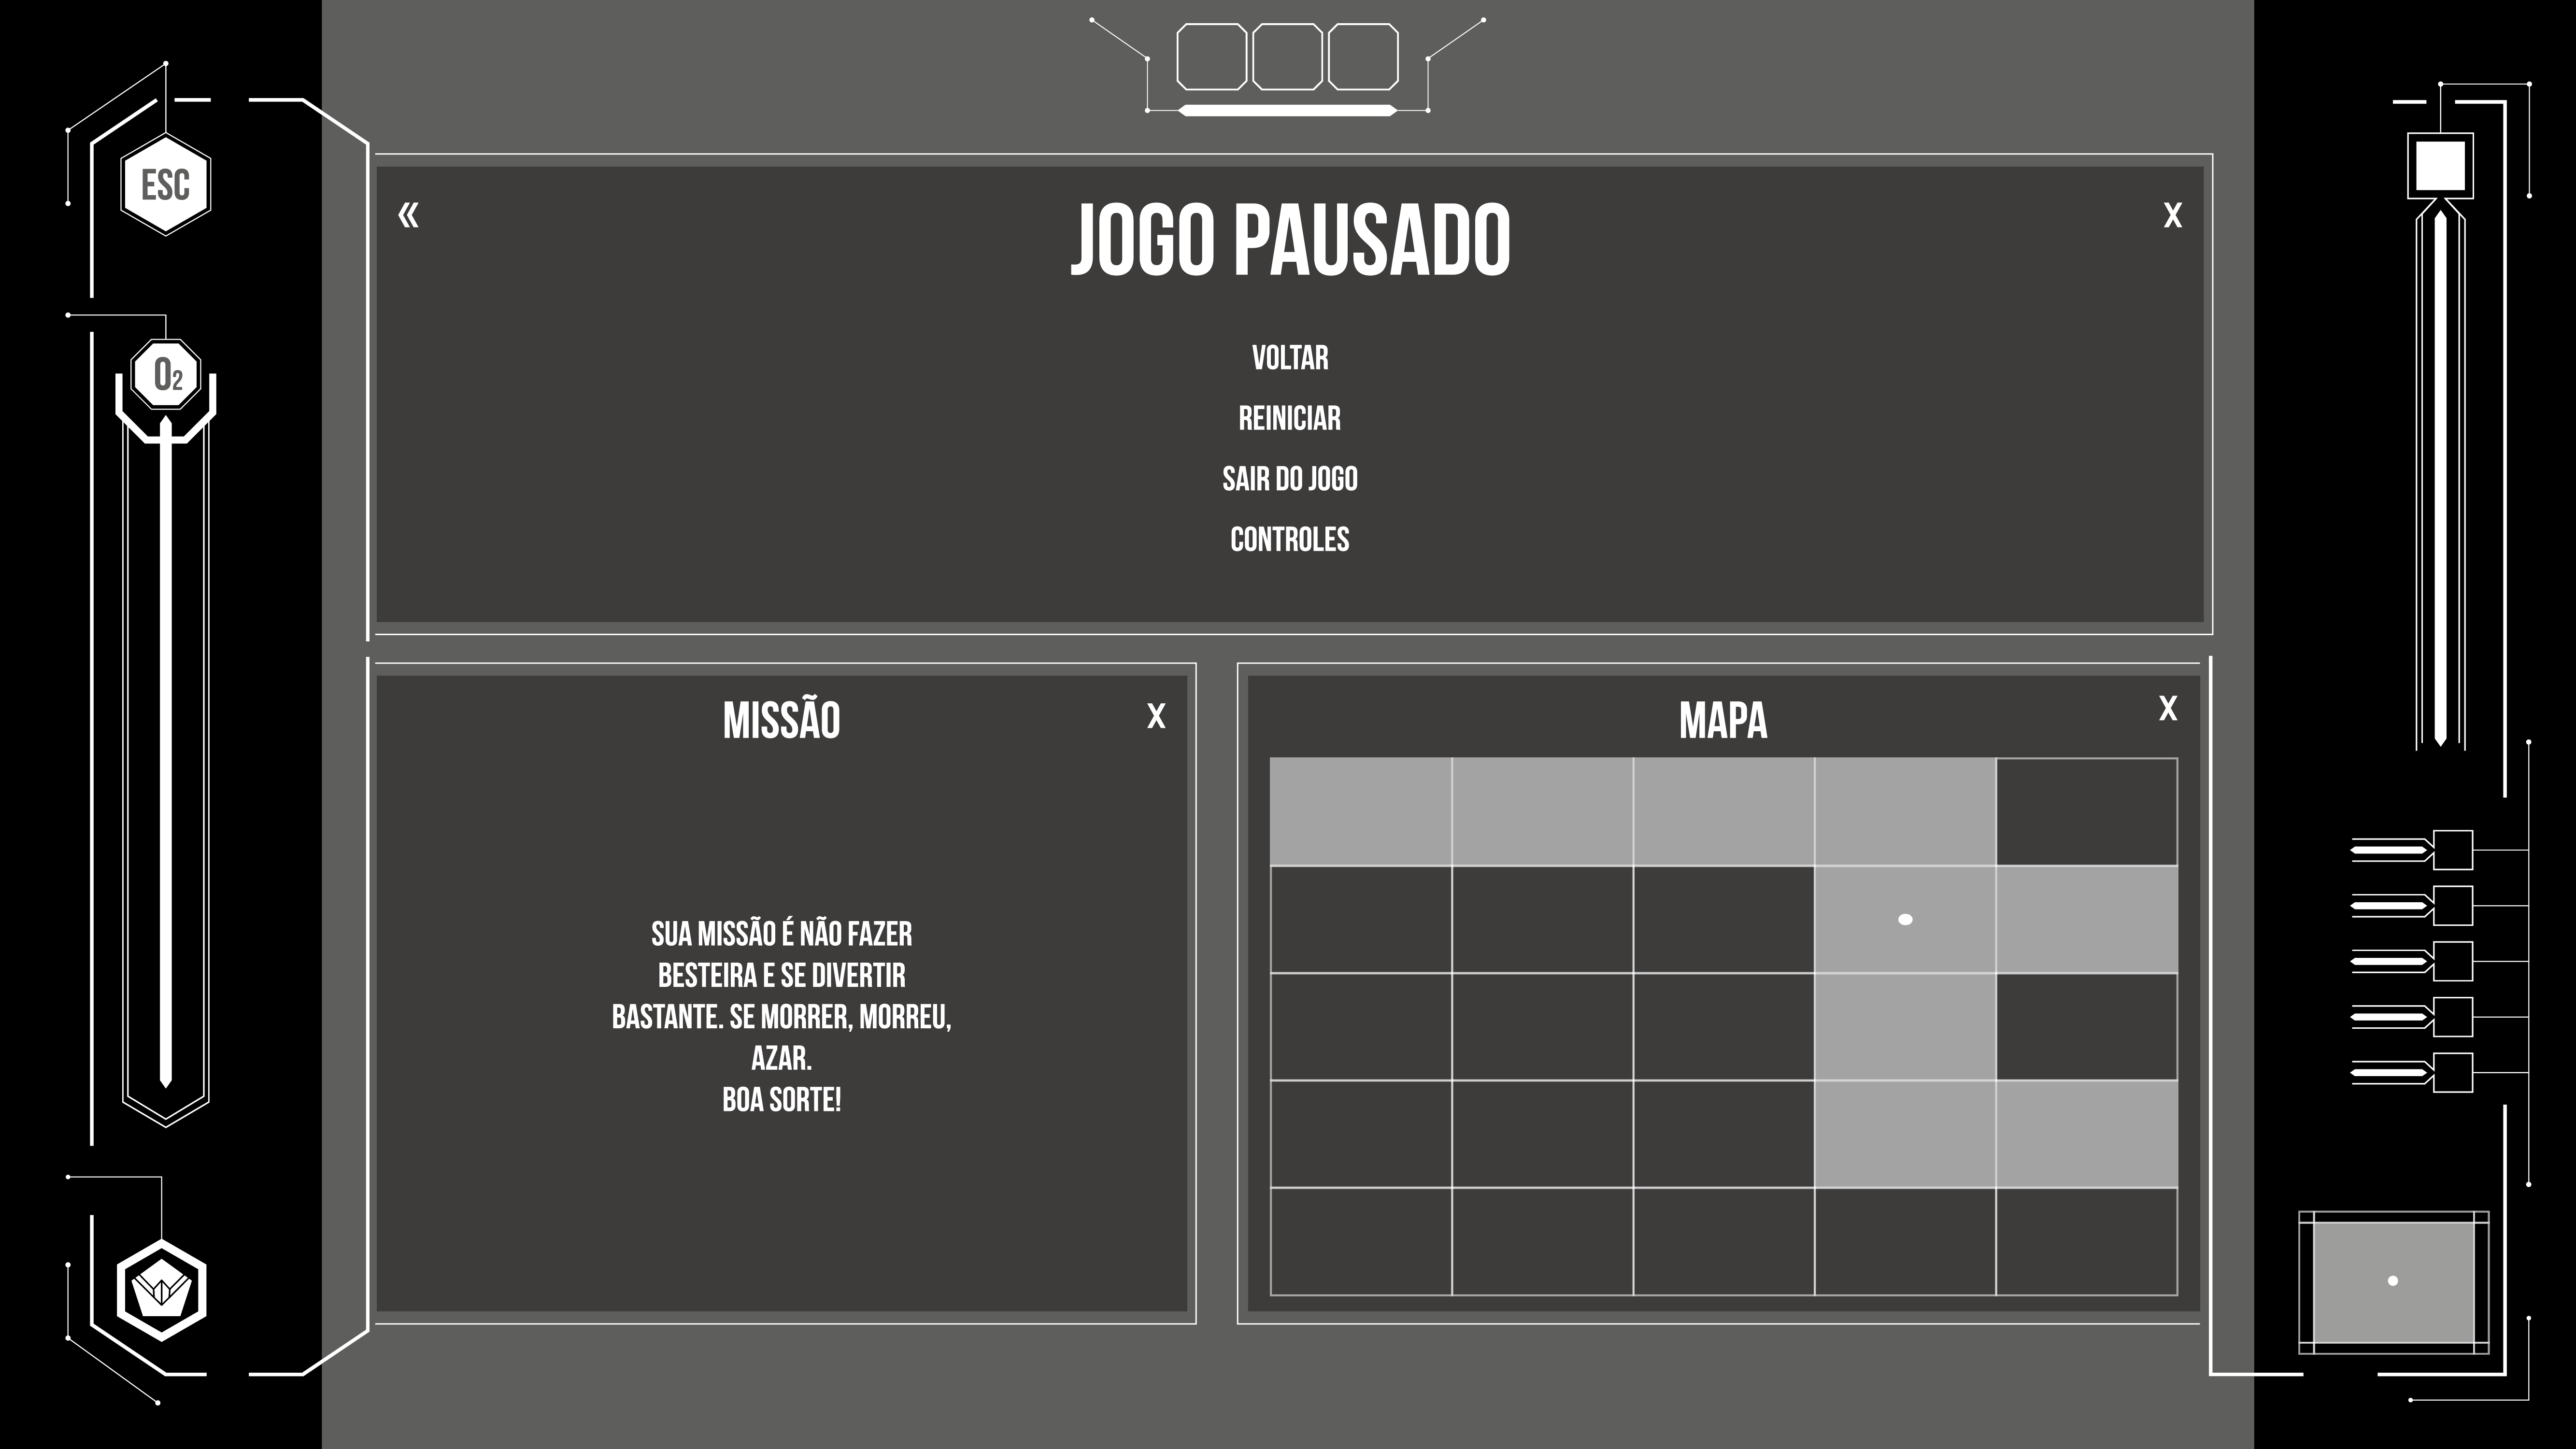 ESC
«
JOGO PAUSADO
X
VOLTAR
REINICIAR
SAIR DO JOGO
CONTROLES
O2
MISSÃO
X
SUA MISSÃO É NÃO FAZER
BESTEIRA E SE DIVERTIR
BASTANTE. SE MORRER, MORREU,
AZAR.
BOA SORTE!
MAPA
X